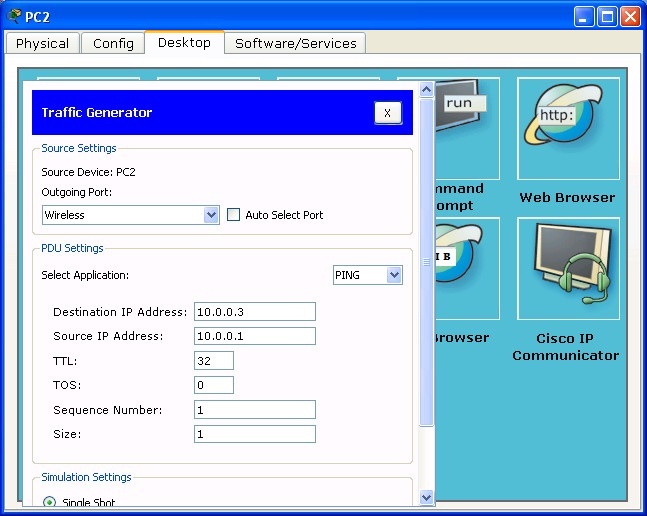 PC2
Physical Config Desktop Software/Services
Traffic Generator X
Source Settings
Source Device: PC2
Outgoing Port:
Wireless Auto Select Port
PDU Settings
Select Application: PING
Destination IP Address: 10.0.0.3
Source IP Address: 10.0.0.1
TTL: 32
TOS: 0
Sequence Number: 1
Size: 1
Simulation Settings
Single Shot
run
mmand
ompt
http:
Web Browser
I B
Browser
Cisco IP
Communicator